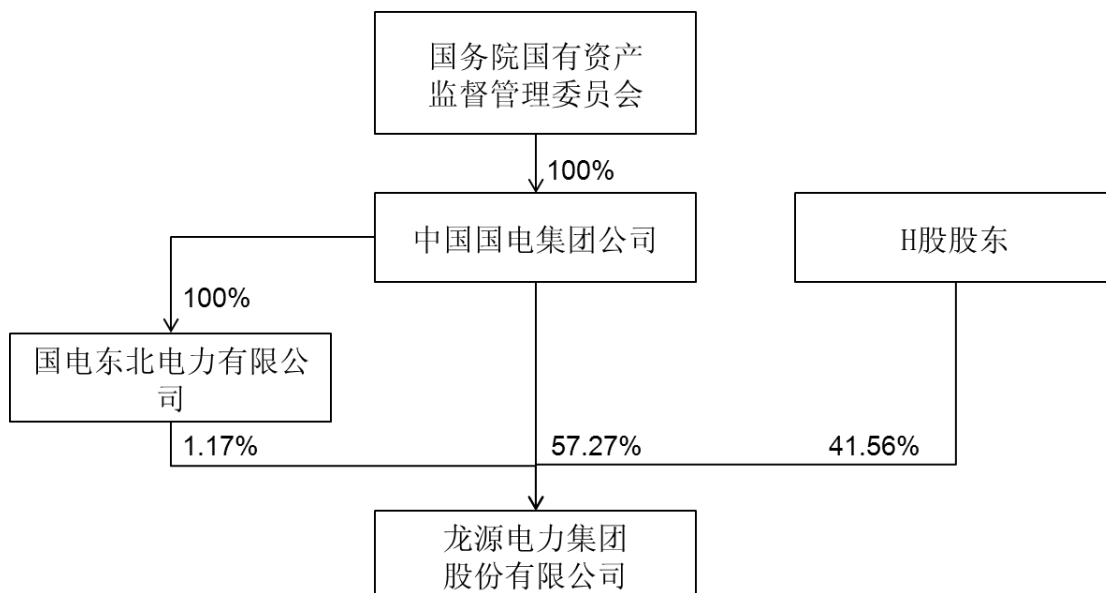 国务院国有资产
监督管理委员会
100%
中国国电集团公司
H股股东
100%
国电东北电力有限公
司
1.17%
57.27%
41.56%
龙源电力集团
股份有限公司